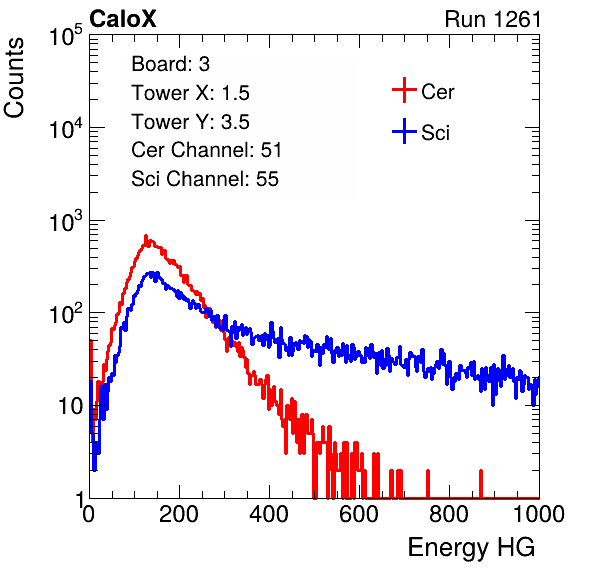 CaloX Run 1261
Counts
Board: 3
Tower X: 1.5
Tower Y: 3.5
Cer Channel: 51
Sci Channel: 55
Cer
Sci
10^5
10^4
10^3
10^2
10
1
0 200 400 600 800 1000
Energy HG